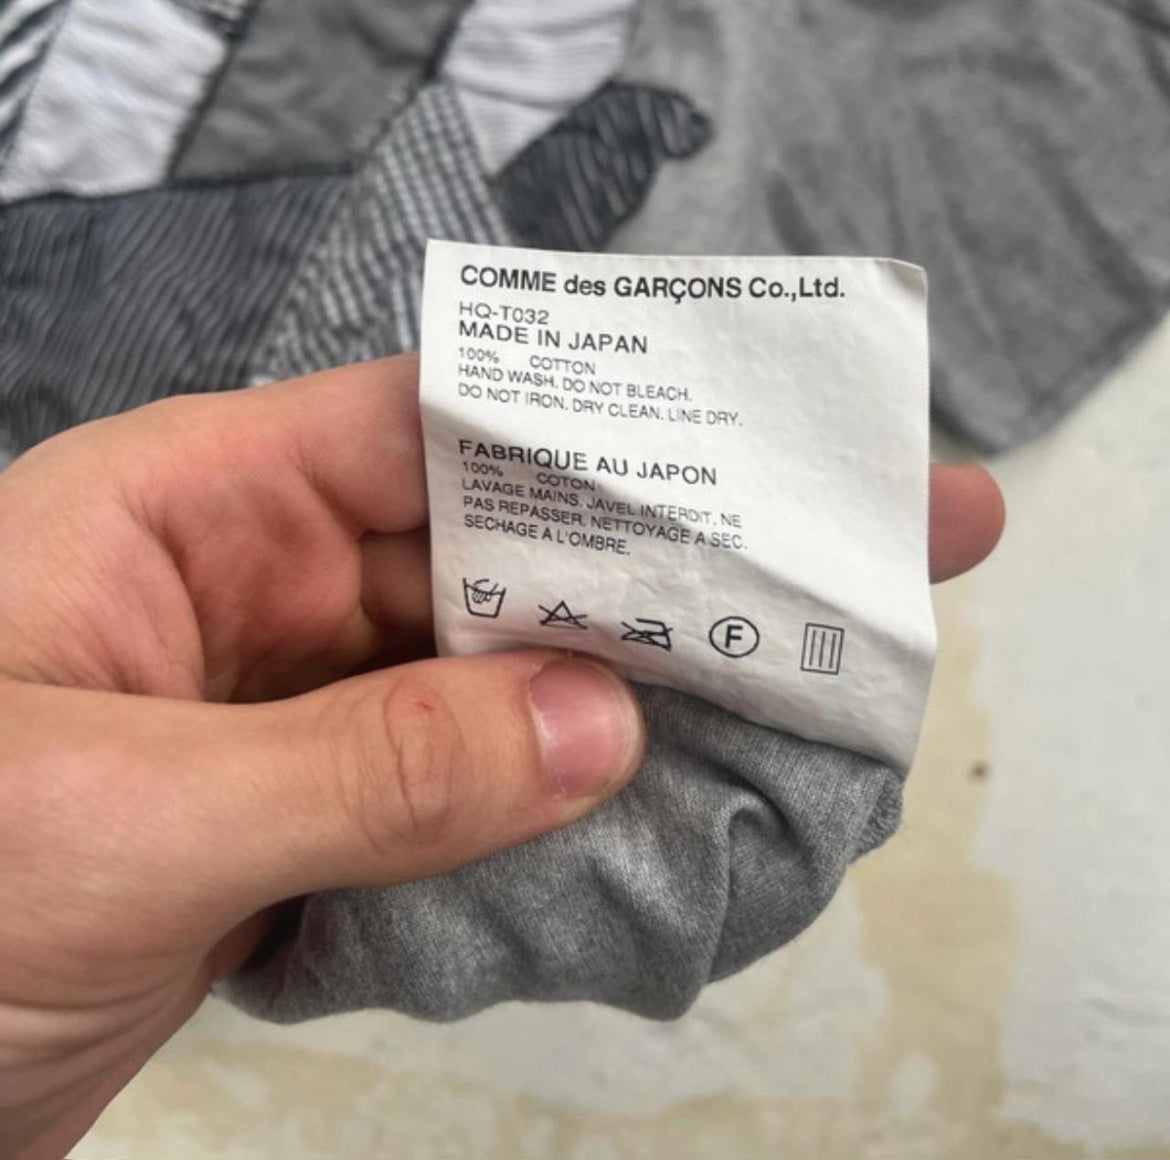 COMME des GARÇONS Co.,Ltd.
HQ-T032
MADE IN JAPAN
100% COTTON
HAND WASH. DO NOT BLEACH.
DO NOT IRON. DRY CLEAN. LINE DRY.
FABRIQUE AU JAPON
100% COTON
LAVAGE MAINS. JAVEL INTERDIT. NE
PAS REPASSER. NETTOYAGE A SEC.
SECHAGE A L'OMBRE.
F